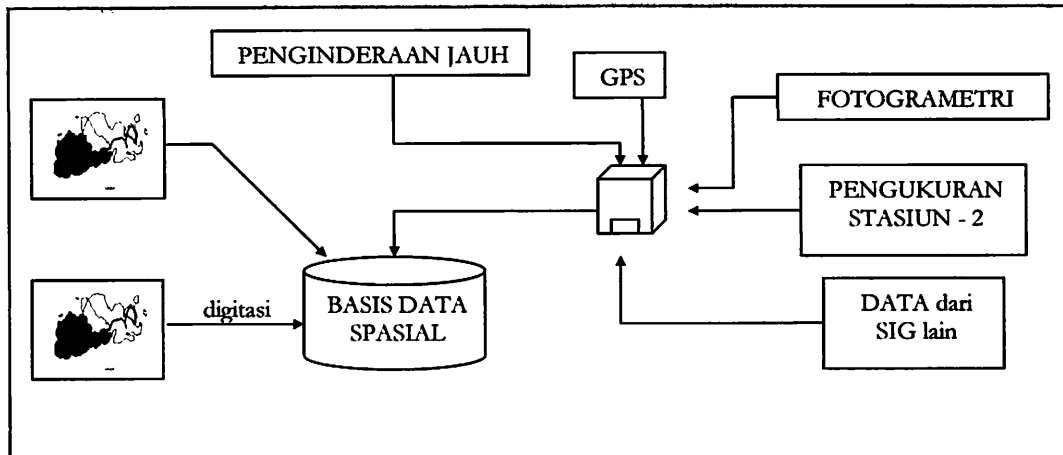 PENGINDERAAN JAUH
GPS
FOTOGRAMETRI
PENGUKURAN
STASIUN - 2
digitasi
BASIS DATA
SPASIAL
DATA dari
SIG lain